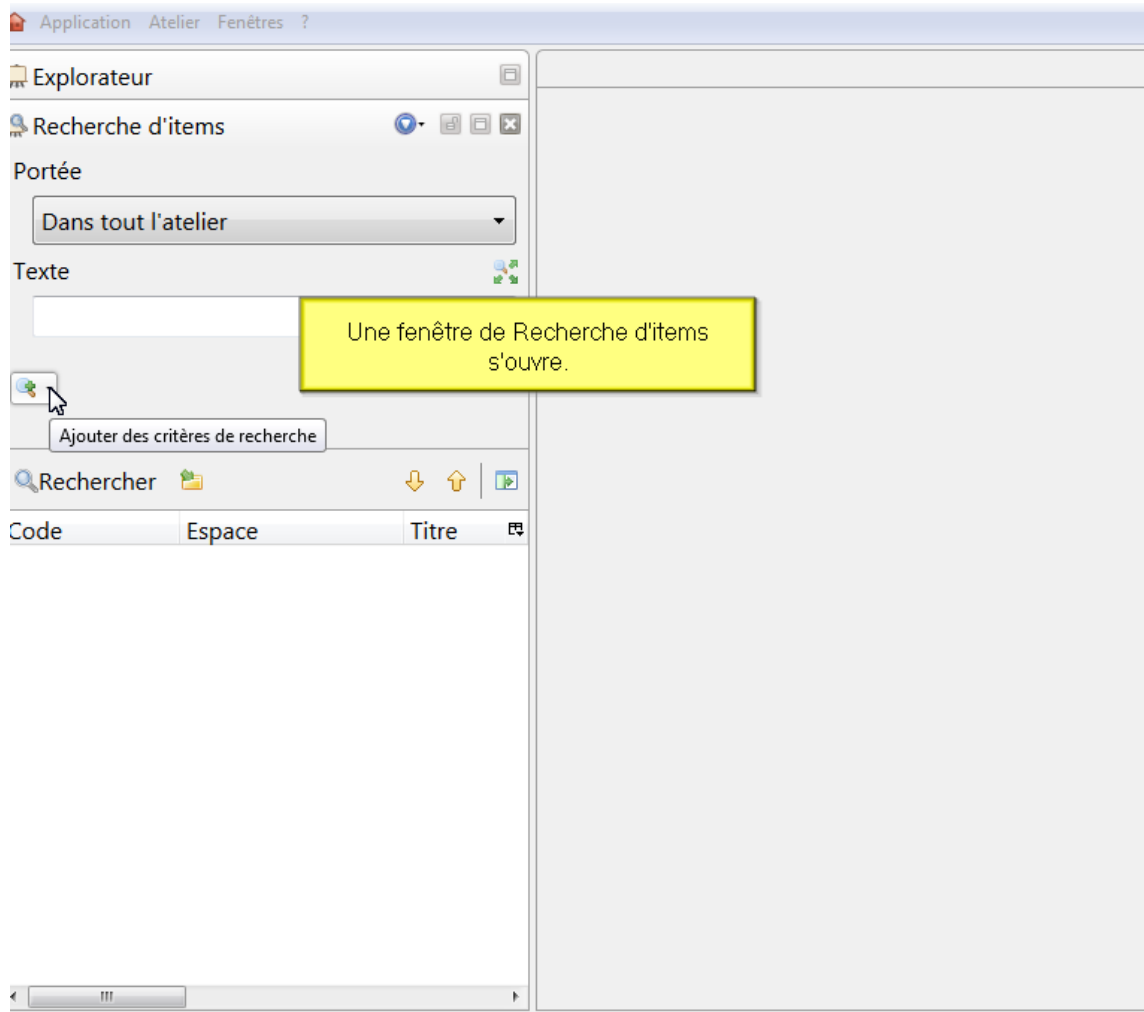 Application Atelier Fenêtres ?
Explorateur
Recherche d'items
Portée
Dans tout l'atelier
Texte
Une fenêtre de Recherche d'items
s'ouvre.
Ajouter des critères de recherche
Rechercher
Code Espace Titre